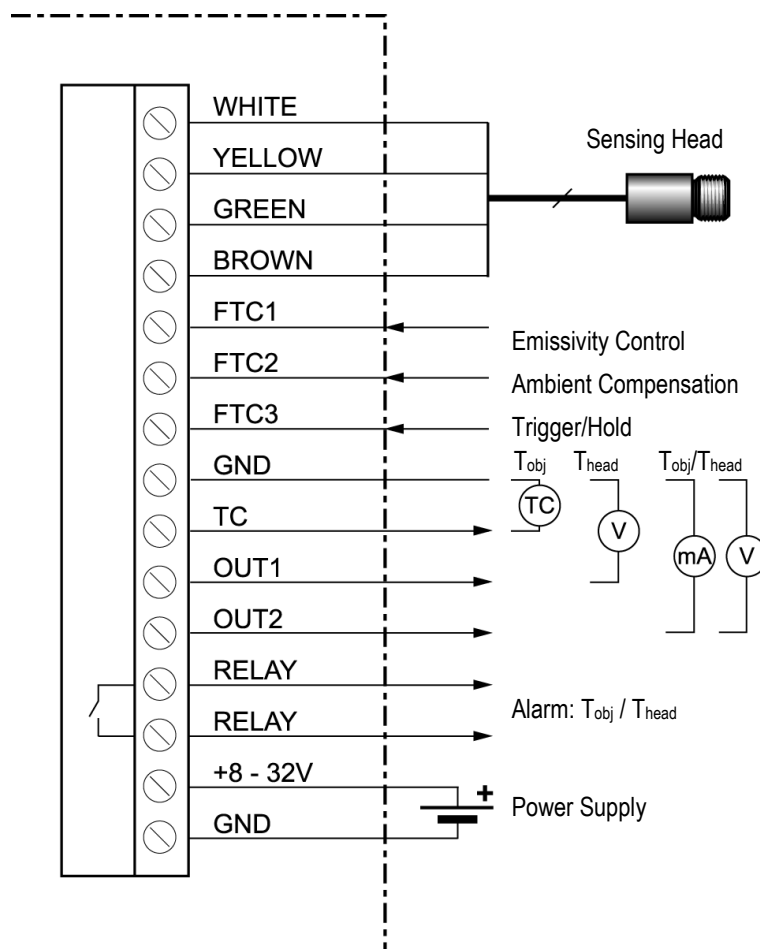 WHITE
YELLOW
GREEN
BROWN
Sensing Head
FTC1
FTC2
FTC3
Emissivity Control
Ambient Compensation
Trigger/Hold
GND
Tobj
Thead
Tobj/Thead
TC
TC
V
mA
V
OUT1
OUT2
RELAY
RELAY
Alarm: Tobj / Thead
+8 - 32V
GND
+
Power Supply